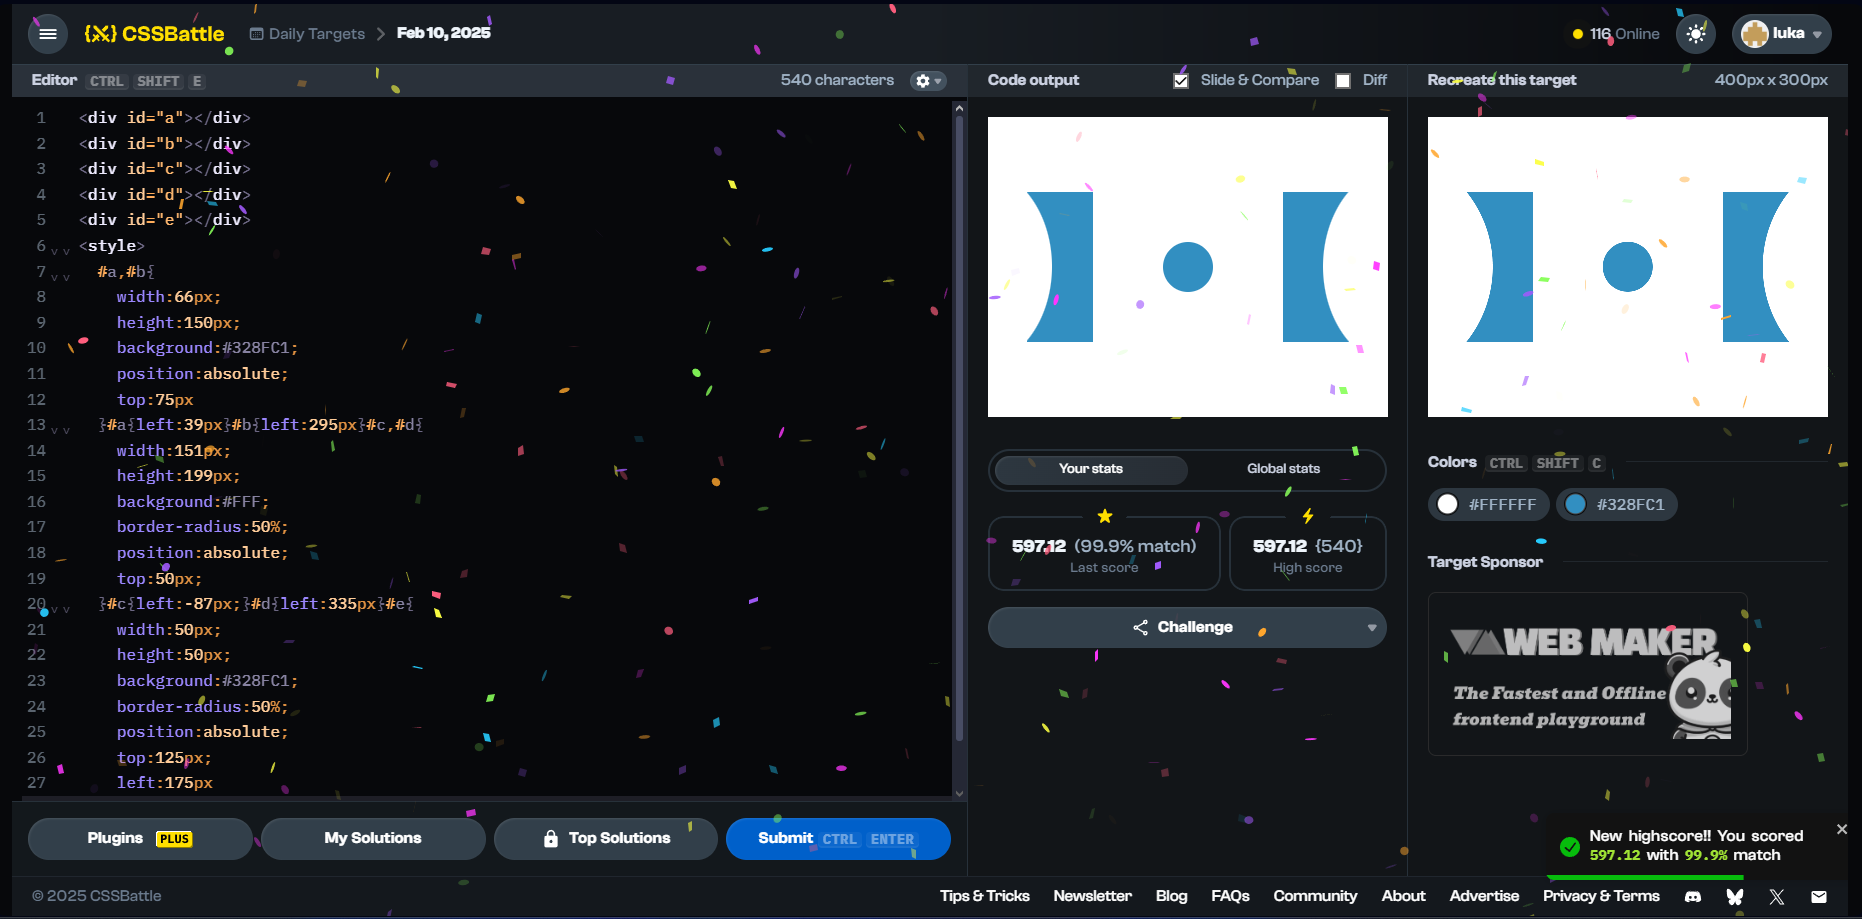 CSSBattle
Daily Targets
Feb 10, 2025
116 Online
luka
Editor CTRL SHIFT E
540 characters
Code output
Slide & Compare
Diff
Recreate this target
400px x 300px
1 <div id="a"></div>
2 <div id="b"></div>
3 <div id="c"></div>
4 <div id="d"></div>
5 <div id="e"></div>
6 <style>
7 #a,#b{
8 width:66px;
9 height:150px;
10 background:#328FC1;
11 position:absolute;
12 top:75px
13 }#a{left:39px}#b{left:295px}#c,#d{
14 width:151px;
15 height:199px;
16 background:#FFF;
17 border-radius:50%;
18 position:absolute;
19 top:50px;
20 }#c{left:-87px;}#d{left:335px}#e{
21 width:50px;
22 height:50px;
23 background:#328FC1;
24 border-radius:50%;
25 position:absolute;
26 top:125px;
27 left:175px
Your stats
Global stats
597.12 (99.9% match)
Last score
597.12 {540}
High score
Challenge
Colors CTRL SHIFT C
#FFFFFF
#328FC1
Target Sponsor
WEB MAKER
The Fastest and Offline
frontend playground
Plugins PLUS
My Solutions
Top Solutions
Submit CTRL ENTER
New highscore!! You scored
597.12 with 99.9% match
© 2025 CSSBattle
Tips & Tricks
Newsletter
Blog
FAQs
Community
About
Advertise
Privacy & Terms